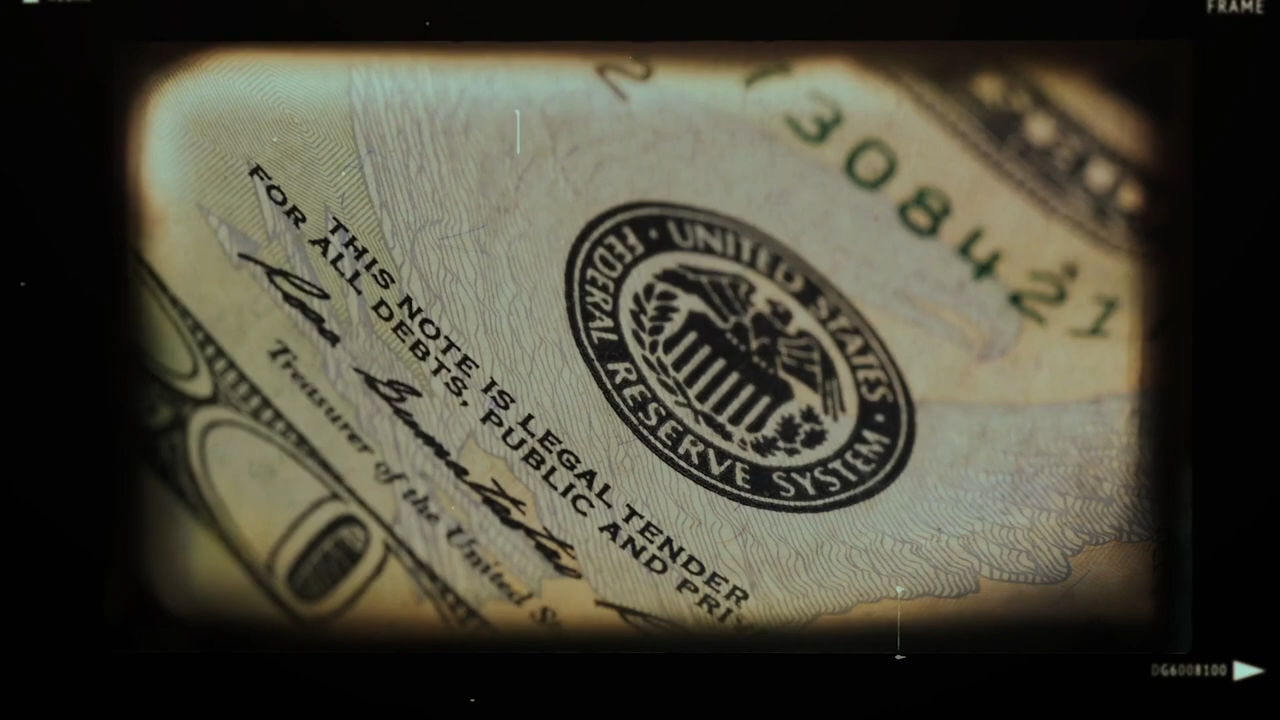 FRAME
308421
UNITED STATES
FEDERAL RESERVE SYSTEM
THIS NOTE IS LEGAL TENDER
FOR ALL DEBTS, PUBLIC AND
Treasurer of the United
DG6008100